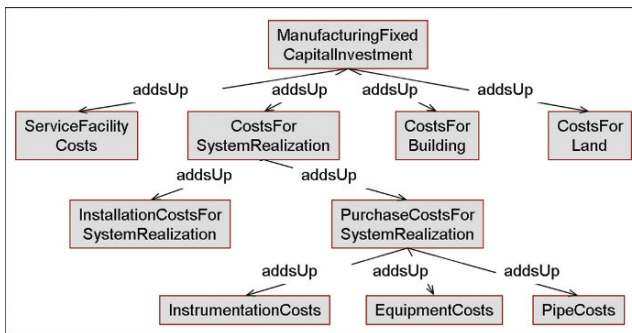 ManufacturingFixed
CapitalInvestment
addsUp
addsUp
addsUp
addsUp
ServiceFacility
Costs
CostsFor
SystemRealization
CostsFor
Building
CostsFor
Land
addsUp
addsUp
InstallationCostsFor
SystemRealization
PurchaseCostsFor
SystemRealization
addsUp
addsUp
addsUp
InstrumentationCosts
EquipmentCosts
PipeCosts